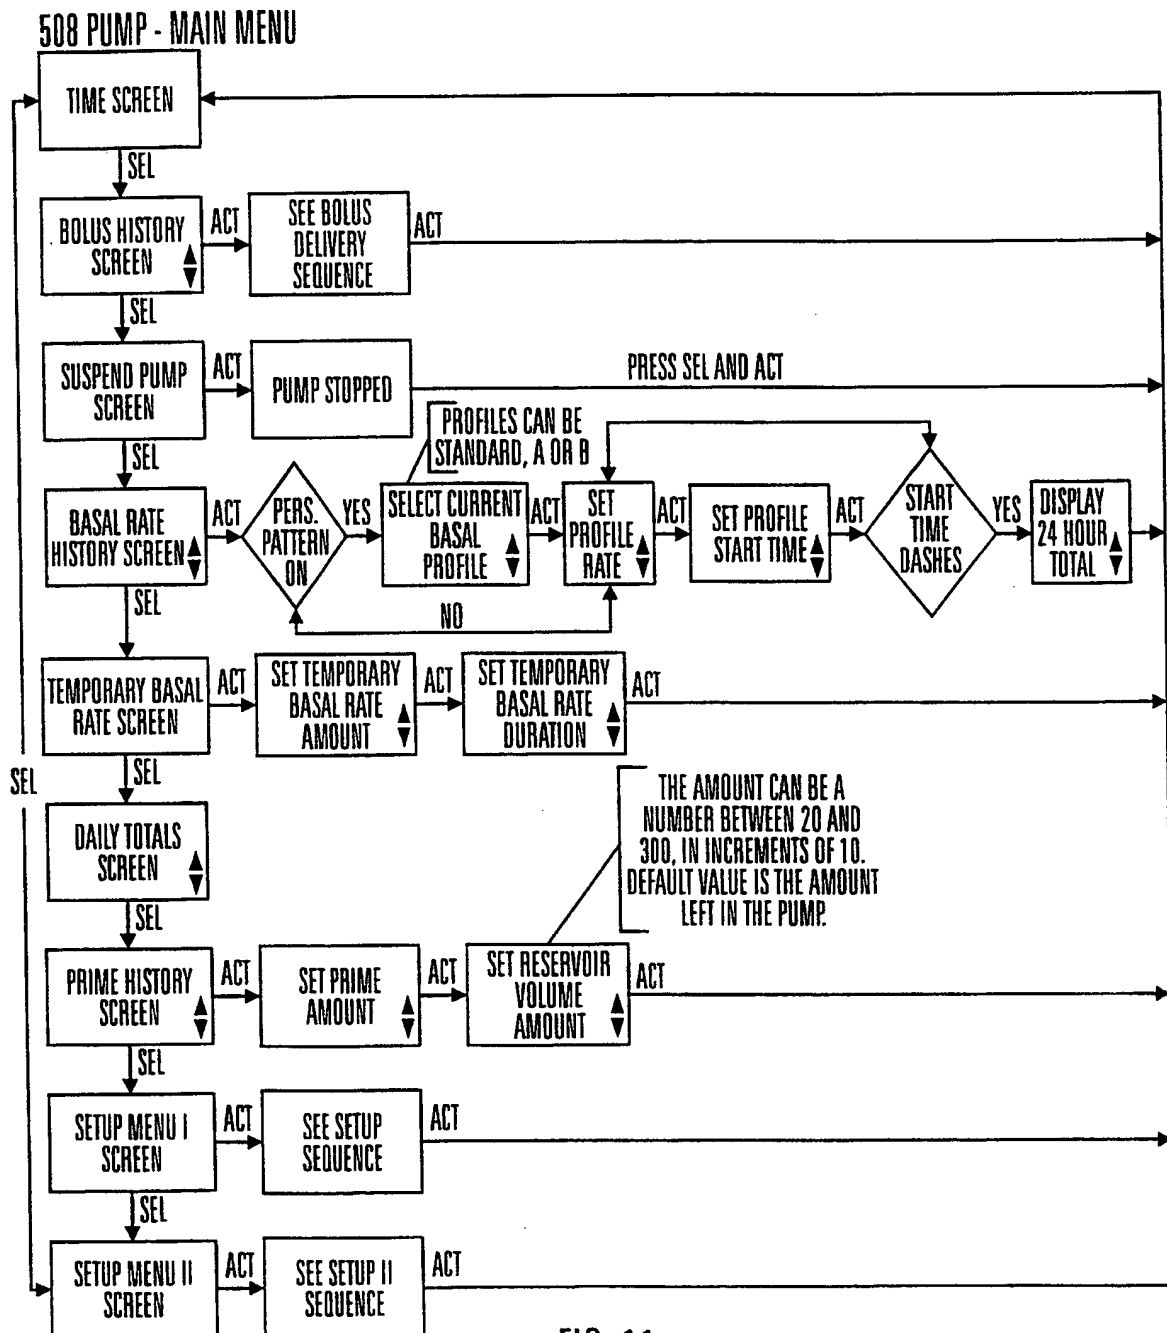 508 PUMP - MAIN MENU
TIME SCREEN
SEL
BOLUS HISTORY
SCREEN
ACT
SEE BOLUS
DELIVERY
SEQUENCE
ACT
SEL
SUSPEND PUMP
SCREEN
ACT
PUMP STOPPED
PRESS SEL AND ACT
SEL
PROFILES CAN BE
STANDARD, A OR B
BASAL RATE
HISTORY SCREEN
ACT
PERS.
PATTERN
ON
YES
SELECT CURRENT
BASAL
PROFILE
ACT
SET
PROFILE
RATE
ACT
SET PROFILE
START TIME
ACT
START
TIME
DASHES
YES
DISPLAY
24 HOUR
TOTAL
NO
SEL
TEMPORARY BASAL
RATE SCREEN
ACT
SET TEMPORARY
BASAL RATE
AMOUNT
ACT
SET TEMPORARY
BASAL RATE
DURATION
ACT
SEL
SEL
DAILY TOTALS
SCREEN
THE AMOUNT CAN BE A
NUMBER BETWEEN 20 AND
300, IN INCREMENTS OF 10.
DEFAULT VALUE IS THE AMOUNT
LEFT IN THE PUMP.
SEL
PRIME HISTORY
SCREEN
ACT
SET PRIME
AMOUNT
ACT
SET RESERVOIR
VOLUME
AMOUNT
ACT
SEL
SETUP MENU I
SCREEN
ACT
SEE SETUP
SEQUENCE
ACT
SEL
SETUP MENU II
SCREEN
ACT
SEE SETUP II
SEQUENCE
ACT